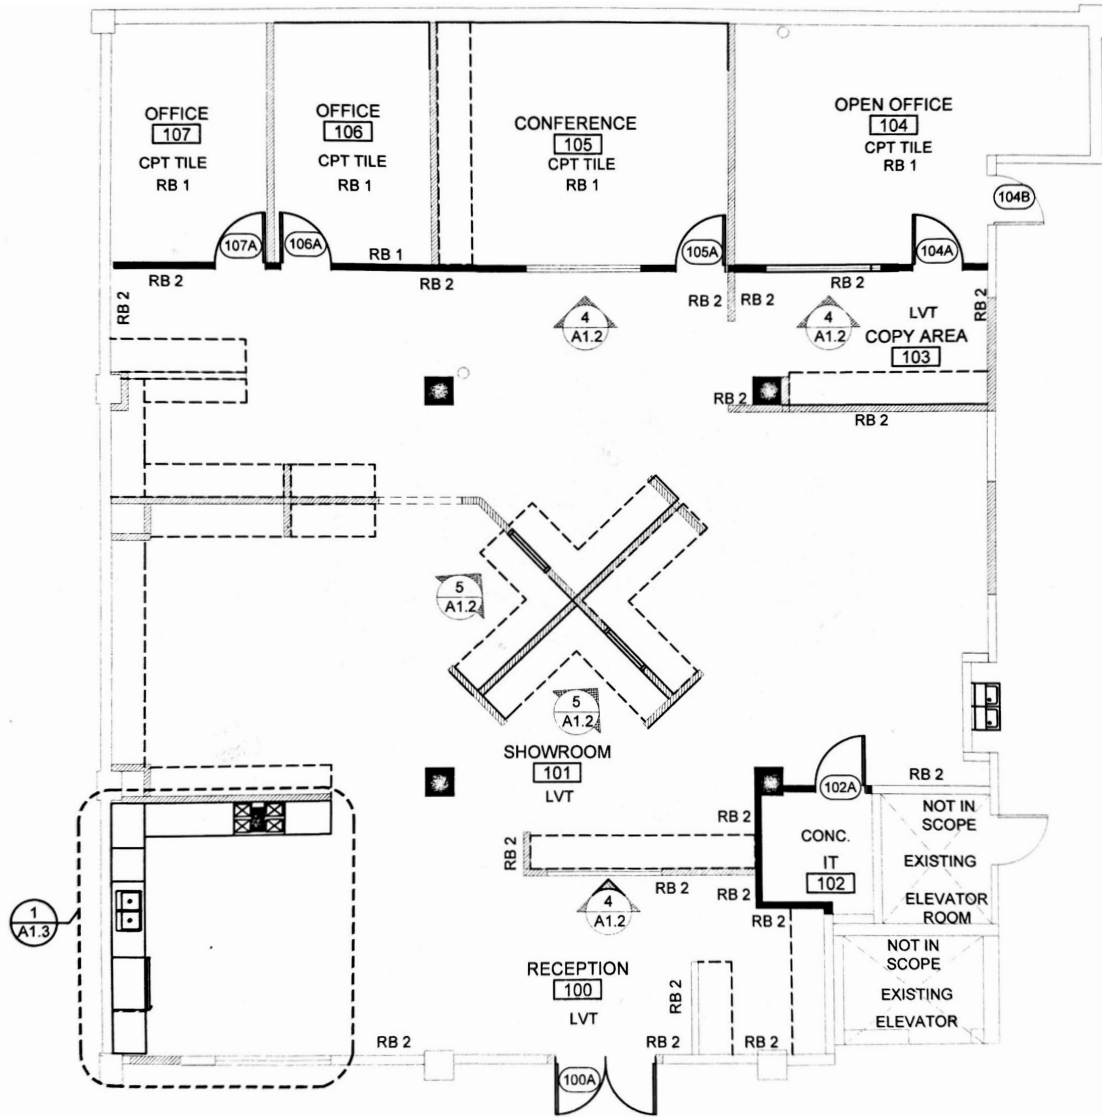 OFFICE
107
CPT TILE
RB 1
OFFICE
106
CPT TILE
RB 1
CONFERENCE
105
CPT TILE
RB 1
OPEN OFFICE
104
CPT TILE
RB 1
104B
107A
106A
RB 1
105A
104A
RB 2
RB 2
RB 2
RB 2
RB 2
RB 2
RB 2
4
A1.2
4
A1.2
LVT
COPY AREA
103
RB 2
RB 2
5
A1.2
5
A1.2
SHOWROOM
101
LVT
102A
RB 2
RB 2
CONC.
IT
102
NOT IN
SCOPE
EXISTING
ELEVATOR
ROOM
RB 2
RB 2
RB 2
RB 2
4
A1.2
1
A1.3
RECEPTION
100
LVT
RB 2
NOT IN
SCOPE
EXISTING
ELEVATOR
RB 2
RB 2
RB 2
100A